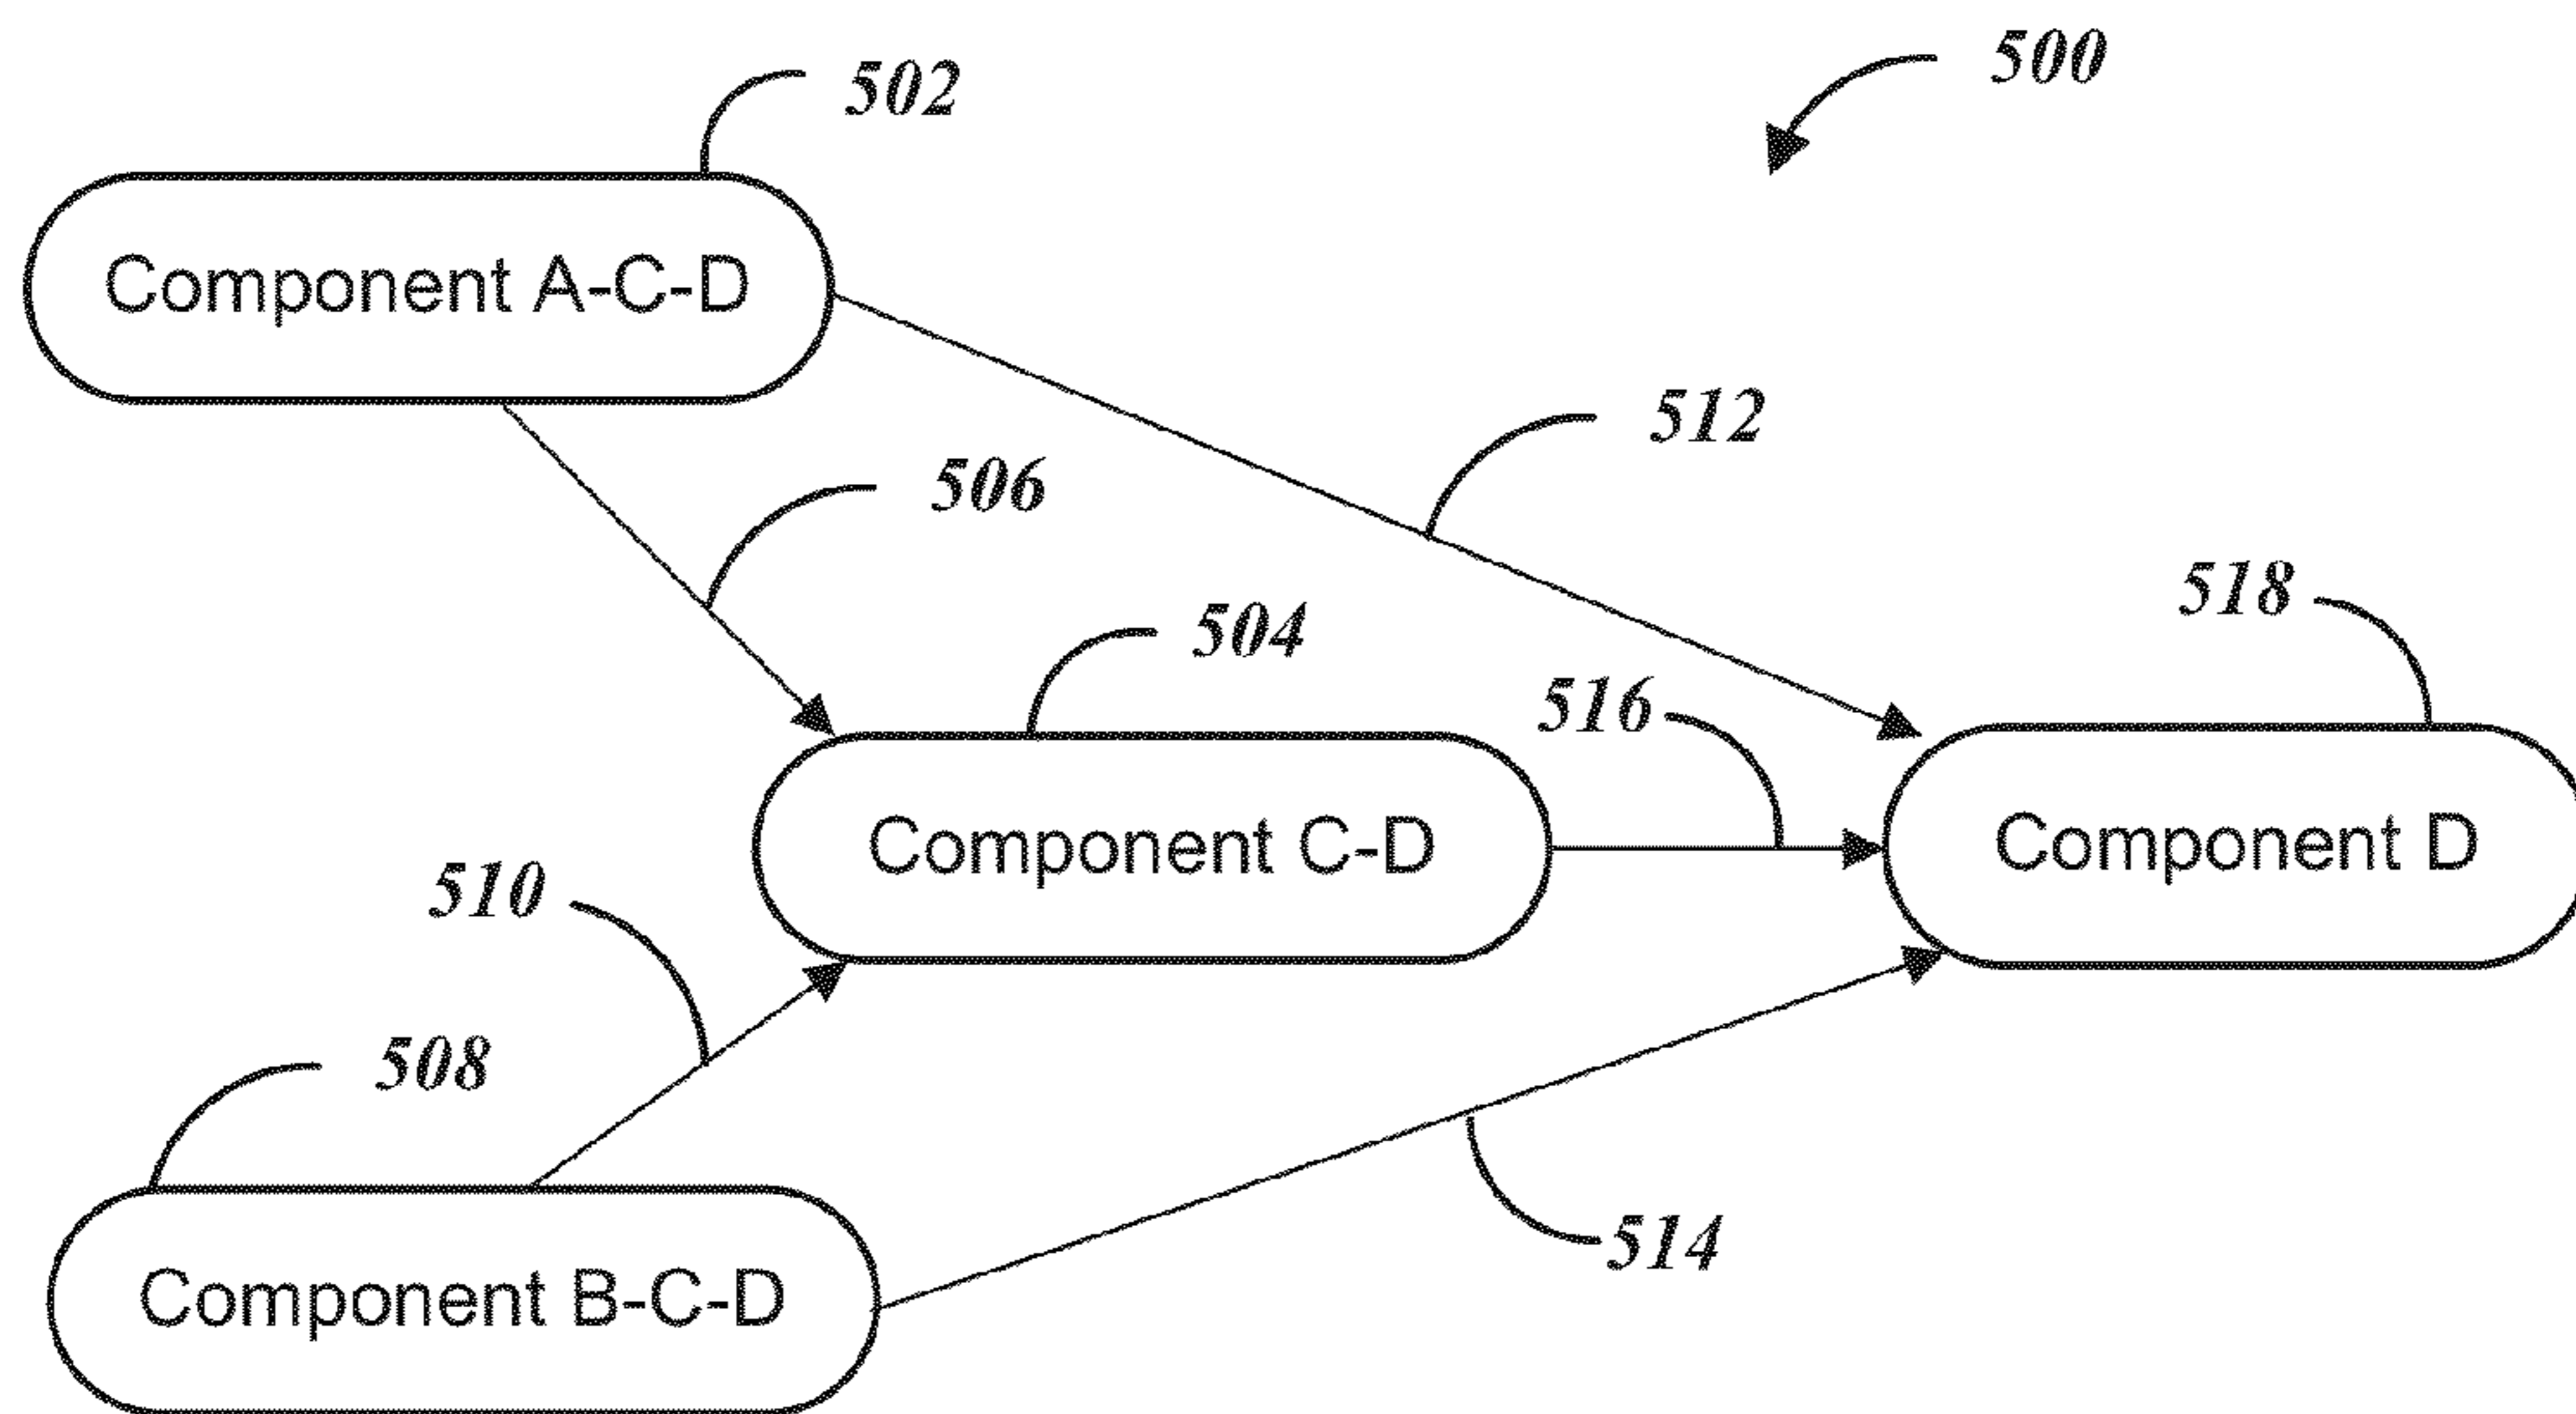 500
502
Component A-C-D
512
506
518
504
516
Component C-D
Component D
510
508
514
Component B-C-D